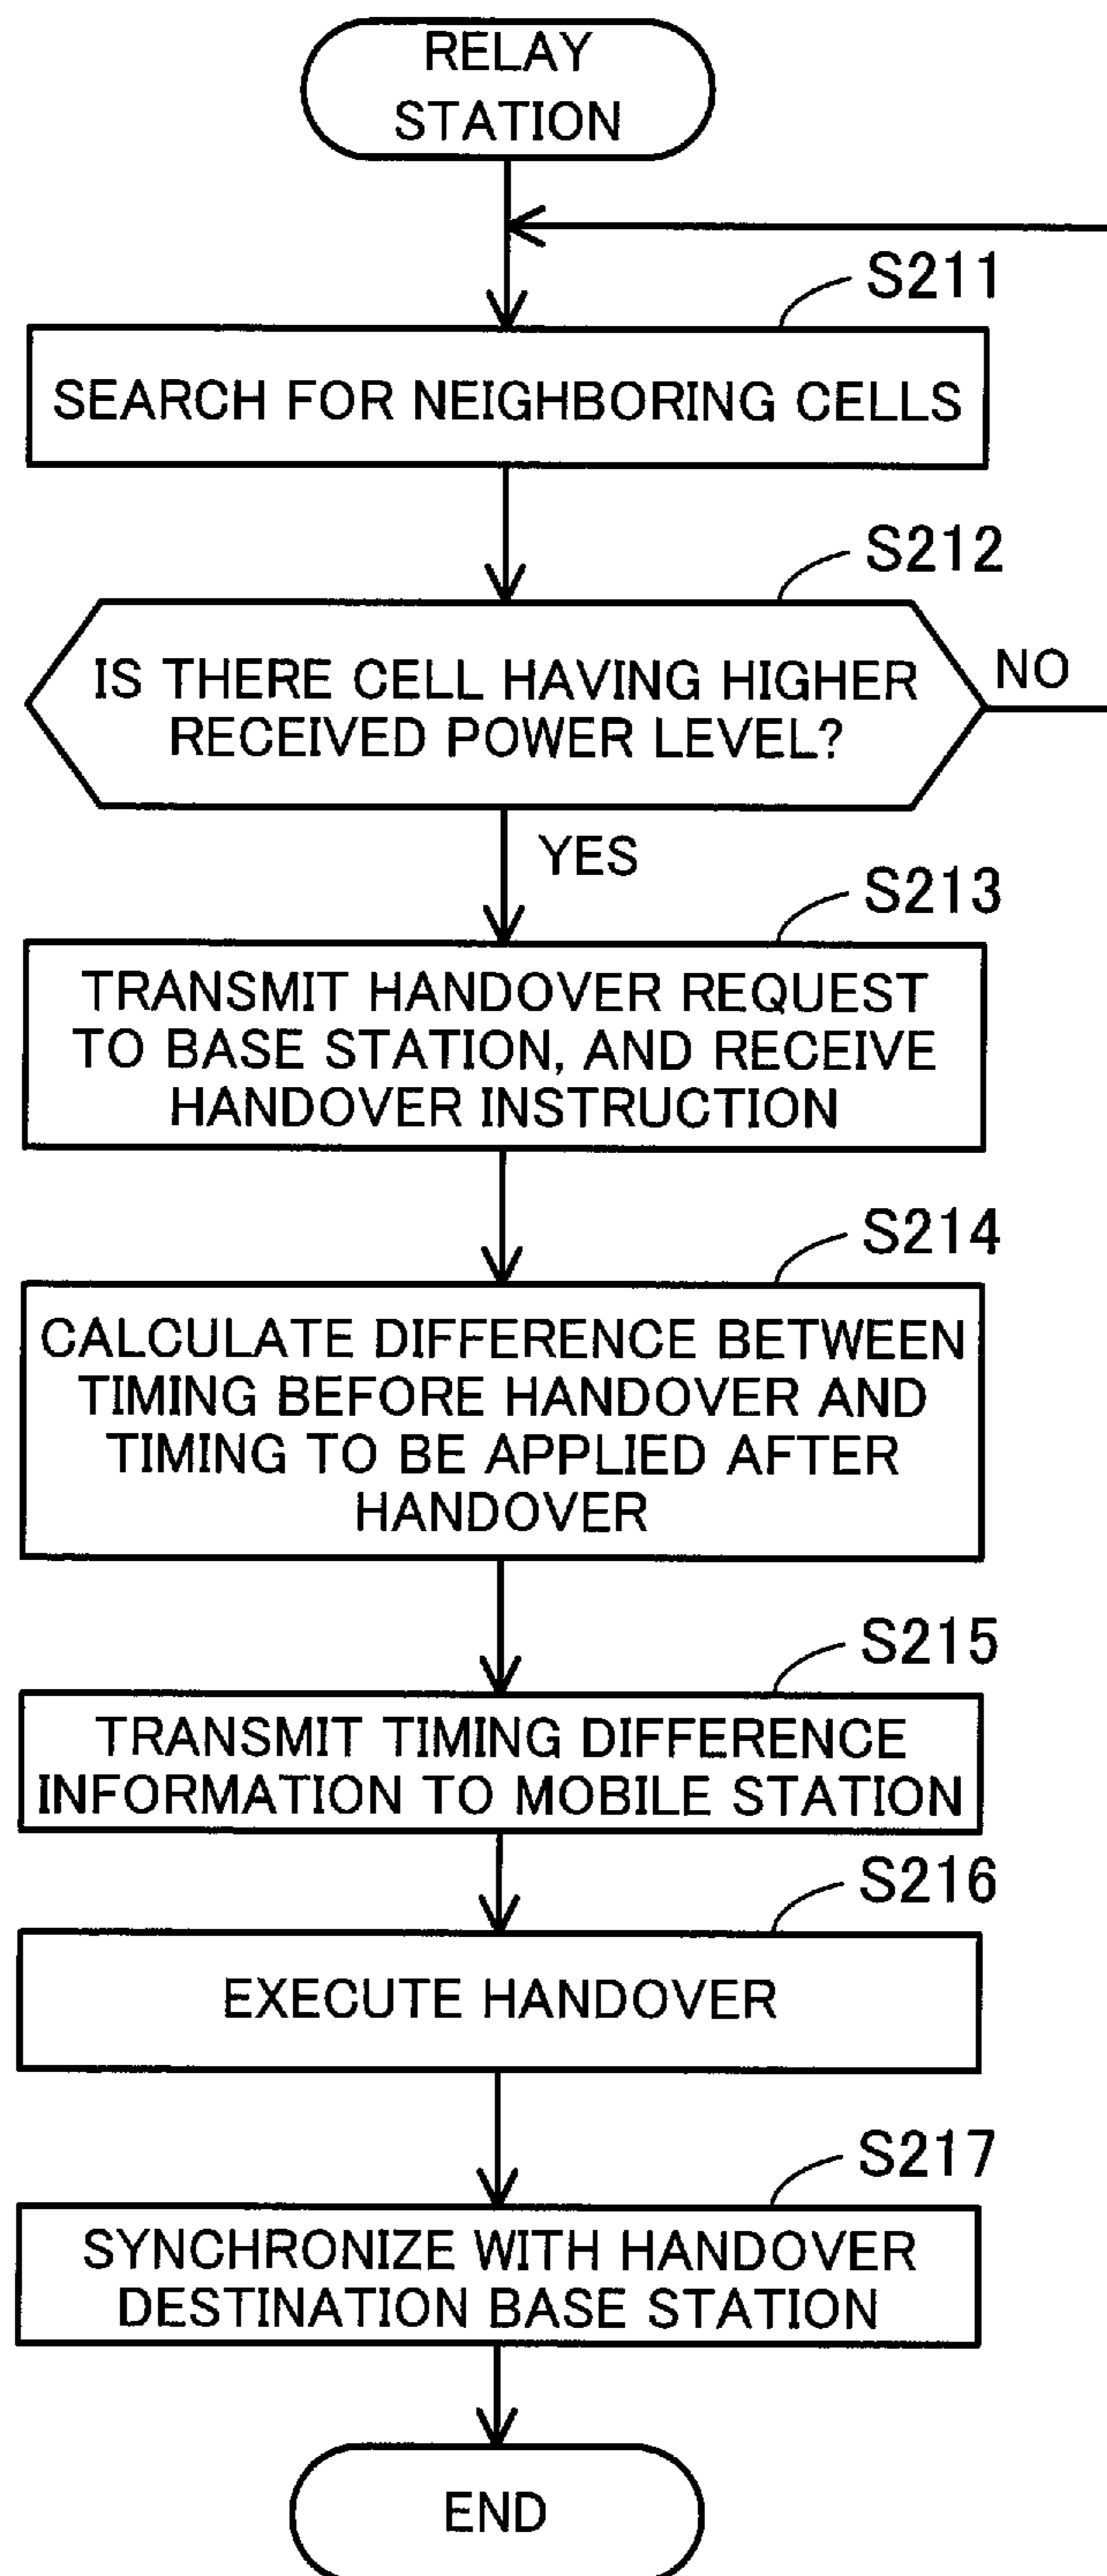 RELAY
STATION
S211
SEARCH FOR NEIGHBORING CELLS
S212
IS THERE CELL HAVING HIGHER
RECEIVED POWER LEVEL?
NO
YES
S213
TRANSMIT HANDOVER REQUEST
TO BASE STATION, AND RECEIVE
HANDOVER INSTRUCTION
S214
CALCULATE DIFFERENCE BETWEEN
TIMING BEFORE HANDOVER AND
TIMING TO BE APPLIED AFTER
HANDOVER
S215
TRANSMIT TIMING DIFFERENCE
INFORMATION TO MOBILE STATION
S216
EXECUTE HANDOVER
S217
SYNCHRONIZE WITH HANDOVER
DESTINATION BASE STATION
END